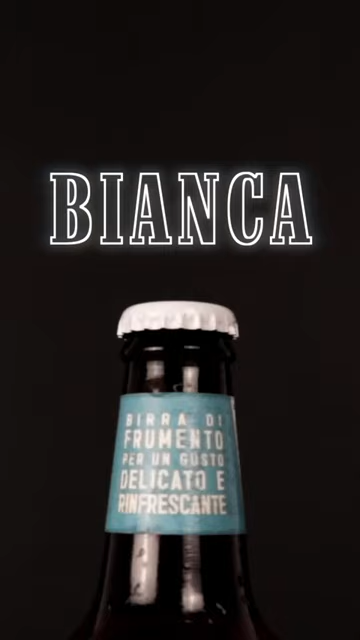 BIANCA
BIRRA DI
FRUMENTO
PER UN GUSTO
DELICATO E
RINFRESCANTE